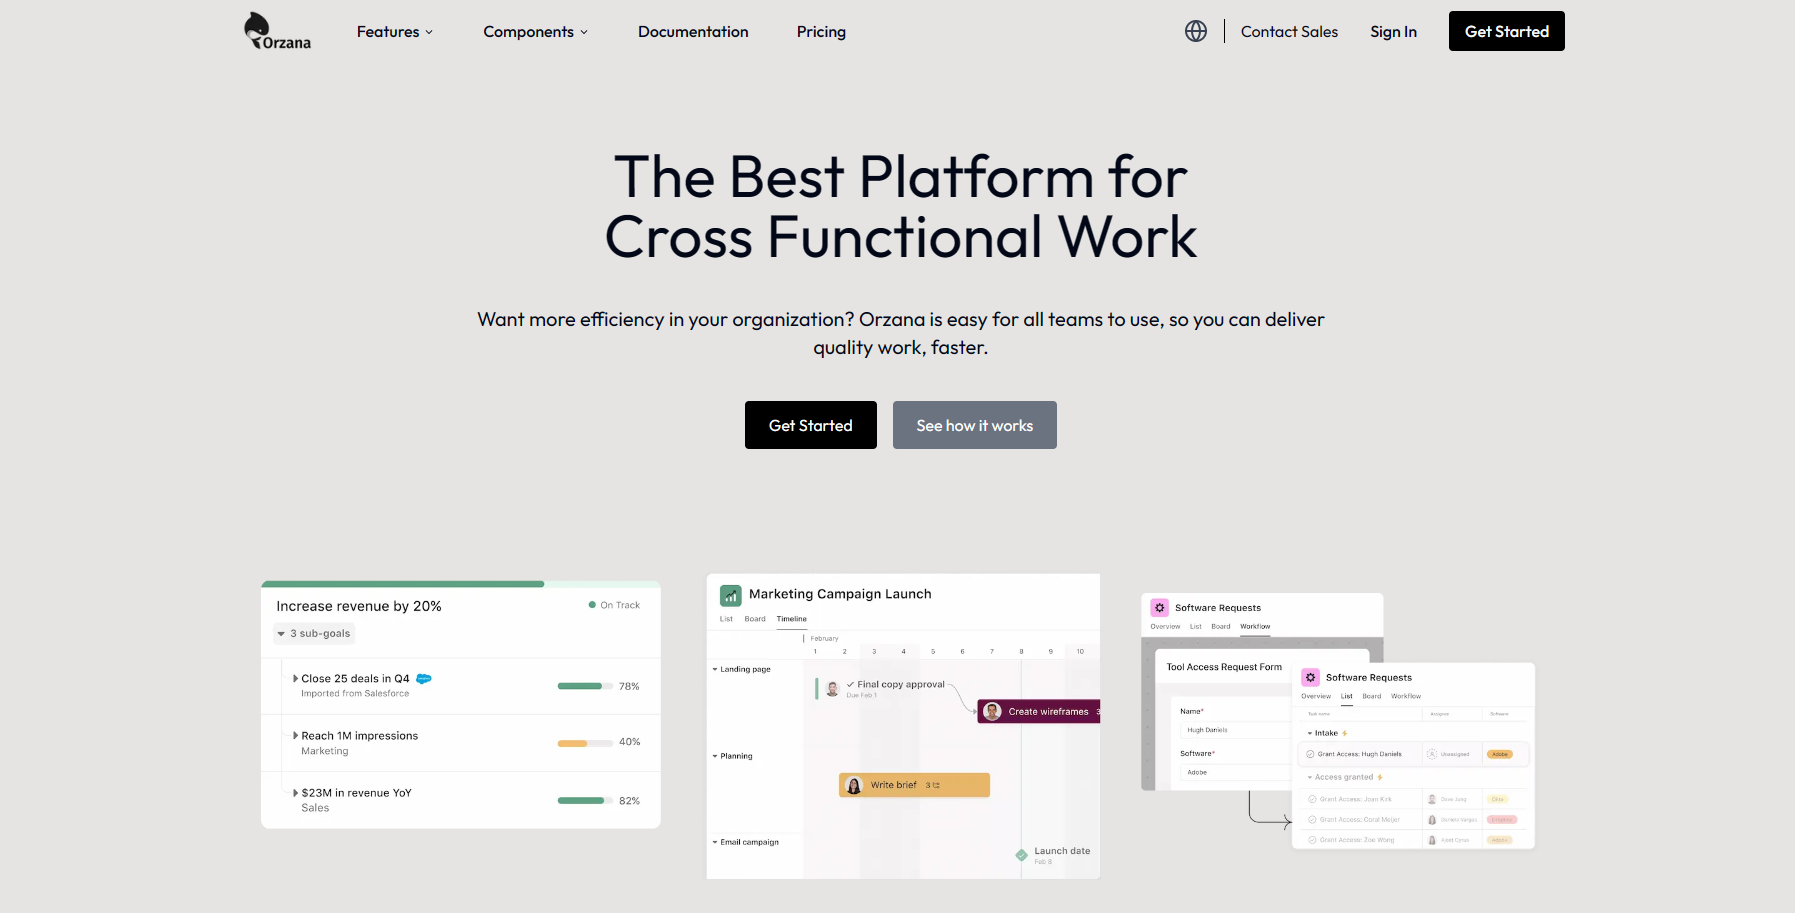 Orzana
Features
Components
Documentation
Pricing
Contact Sales
Sign In
Get Started
The Best Platform for
Cross Functional Work
Want more efficiency in your organization? Orzana is easy for all teams to use, so you can deliver
quality work, faster.
Get Started
See how it works
Increase revenue by 20%
On Track
3 sub-goals
Close 25 deals in Q4
Imported from Salesforce
78%
Reach 1M impressions
Marketing
40%
$23M in revenue YoY
Sales
82%
Marketing Campaign Launch
List Board Timeline
February
1 2 3 4 5 6 7 8 9 10
Landing page
Final copy approval
Due Feb 1
Create wireframes 3
Planning
Write brief 3
Email campaign
Launch date
Feb 8
Software Requests
Overview List Board Workflow
Tool Access Request Form
Name*
Hugh Daniels
Software*
Adobe
Software Requests
Overview List Board Workflow
Task name Assignee Software
Intake
Grant Access: Hugh Daniels Unassigned Adobe
Access granted
Grant Access: Joan Kirk
Grant Access: Coral Meijer
Grant Access: Zoe Wong Adobe